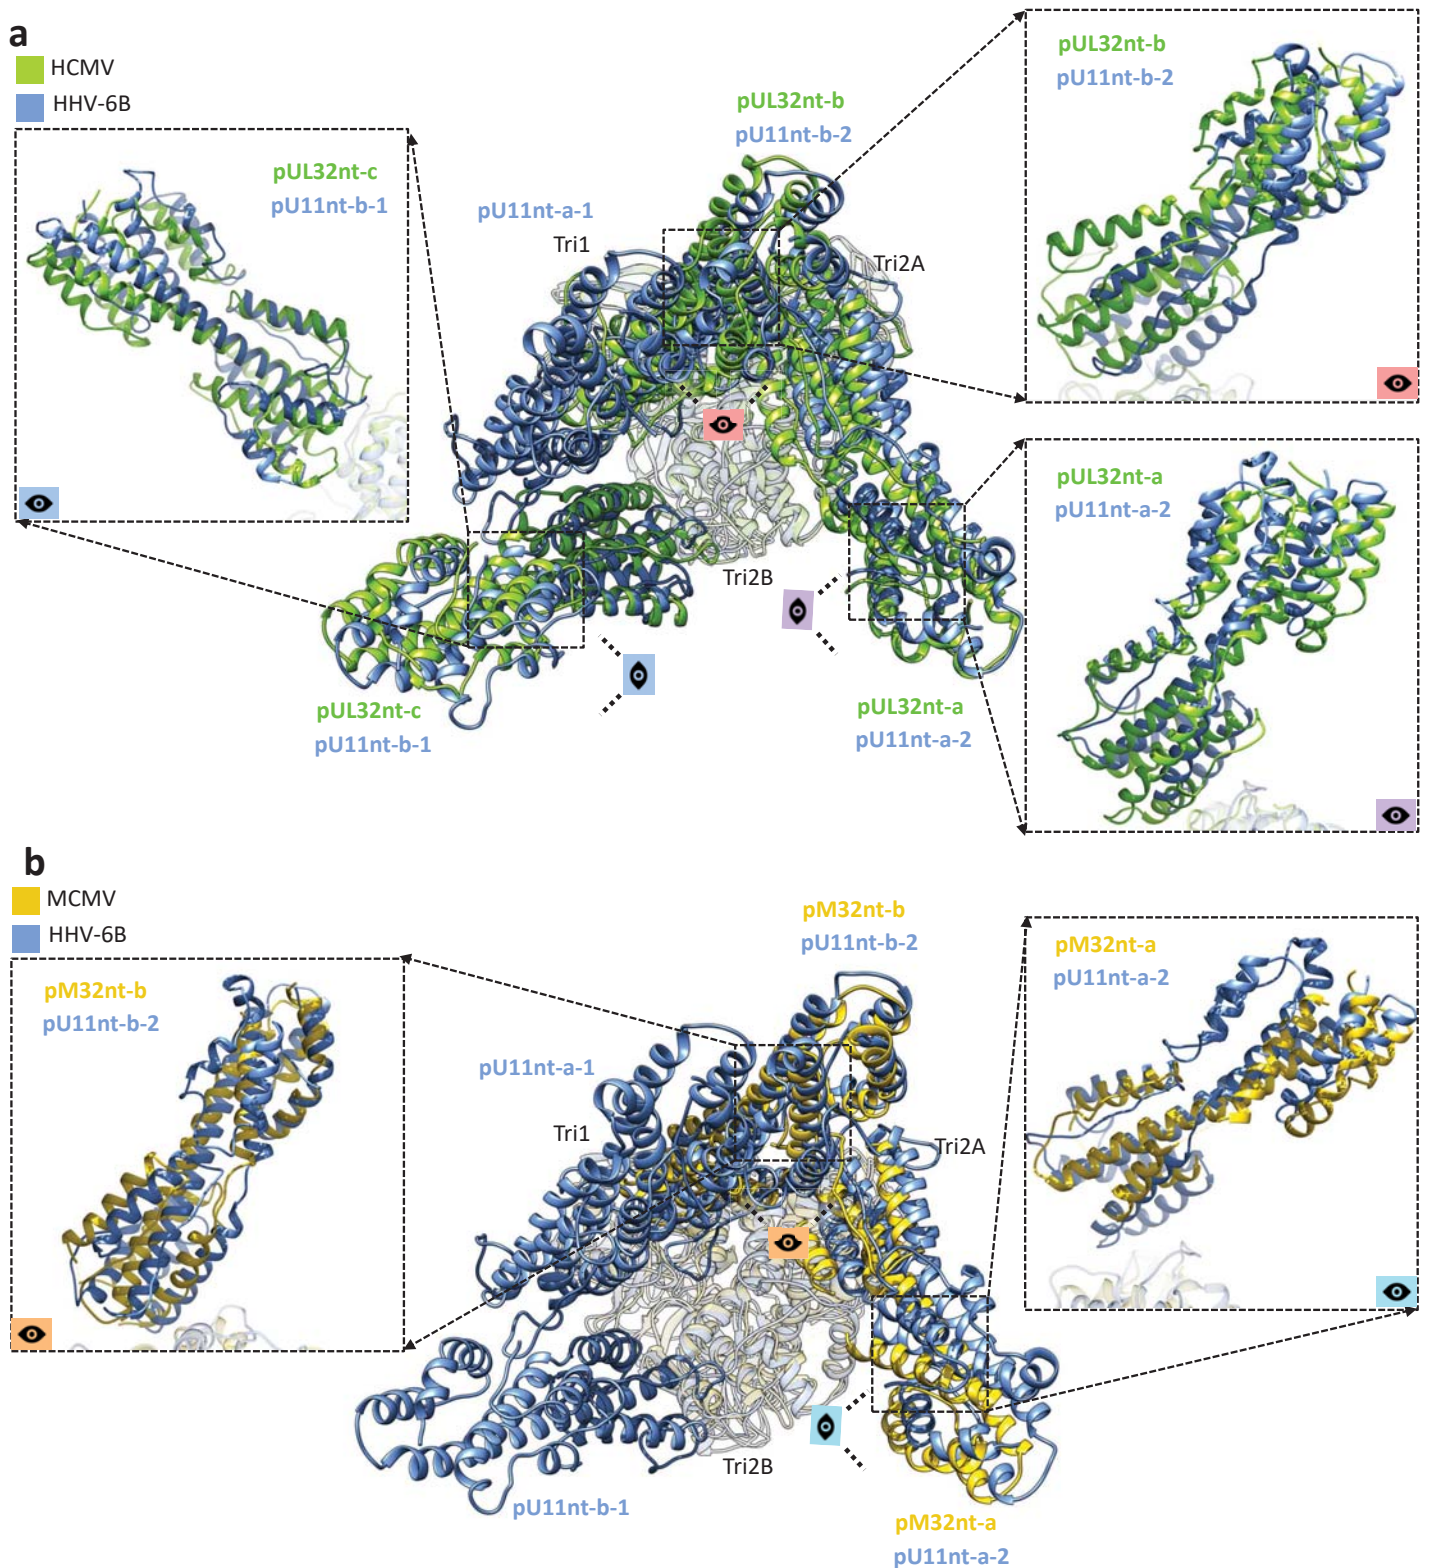 a
HCMV
HHV-6B
pUL32nt-c
pU11nt-b-1
pUL32nt-b
pU11nt-b-2
pU11nt-a-1
Tri1
Tri2A
pUL32nt-b
pU11nt-b-2
pUL32nt-a
pU11nt-a-2
Tri2B
pUL32nt-c
pU11nt-b-1
pUL32nt-a
pU11nt-a-2
b
MCMV
HHV-6B
pM32nt-b
pU11nt-b-2
pM32nt-b
pU11nt-b-2
pU11nt-a-1
Tri1
Tri2A
pM32nt-a
pU11nt-a-2
Tri2B
pU11nt-b-1
pM32nt-a
pU11nt-a-2